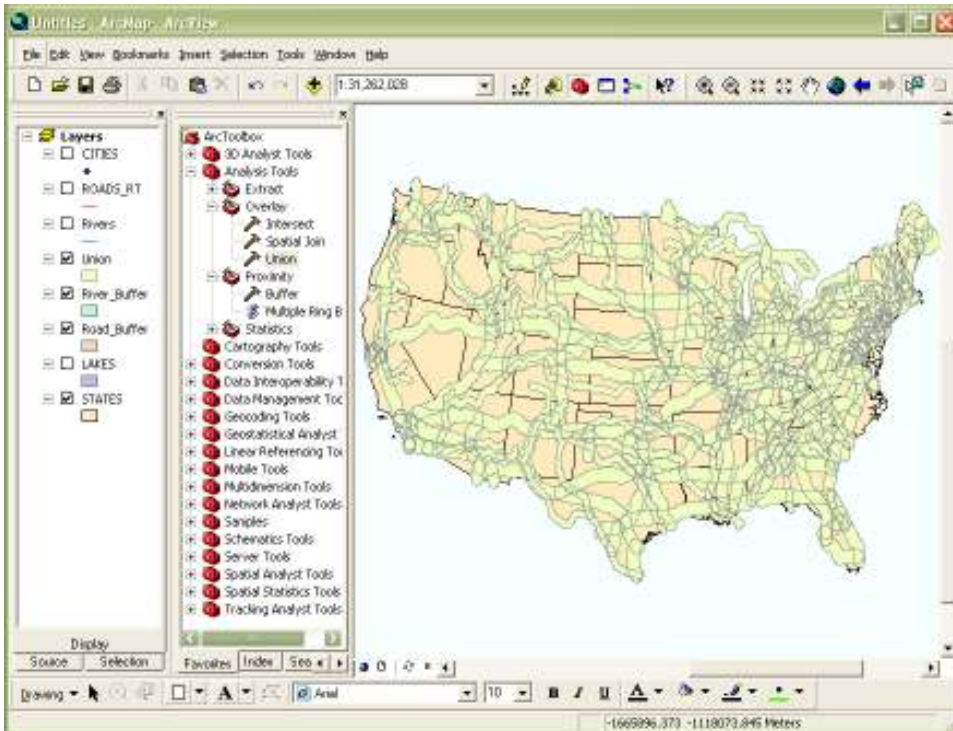 Untitled - ArcMap - ArcView
File Edit View Bookmarks Insert Selection Tools Window Help
1:31,262,028
Layers
CITIES
ROADS_RT
Rivers
Union
River_Buffer
Road_Buffer
LAKES
STATES
Display
Source Selection
ArcToolbox
3D Analyst Tools
Analysis Tools
Extract
Overlay
Intersect
Spatial Join
Union
Proximity
Buffer
Multiple Ring B
Statistics
Cartography Tools
Conversion Tools
Data Interoperability T
Data Management Too
Geocoding Tools
Geostatistical Analyst
Linear Referencing Too
Mobile Tools
Multidimension Tools
Network Analyst Tools
Samples
Schematics Tools
Server Tools
Spatial Analyst Tools
Spatial Statistics Tools
Tracking Analyst Tools
Favorites Index Sea
Drawing A Arial 10 B I U A
-1665896.373 -1118073.845 Meters